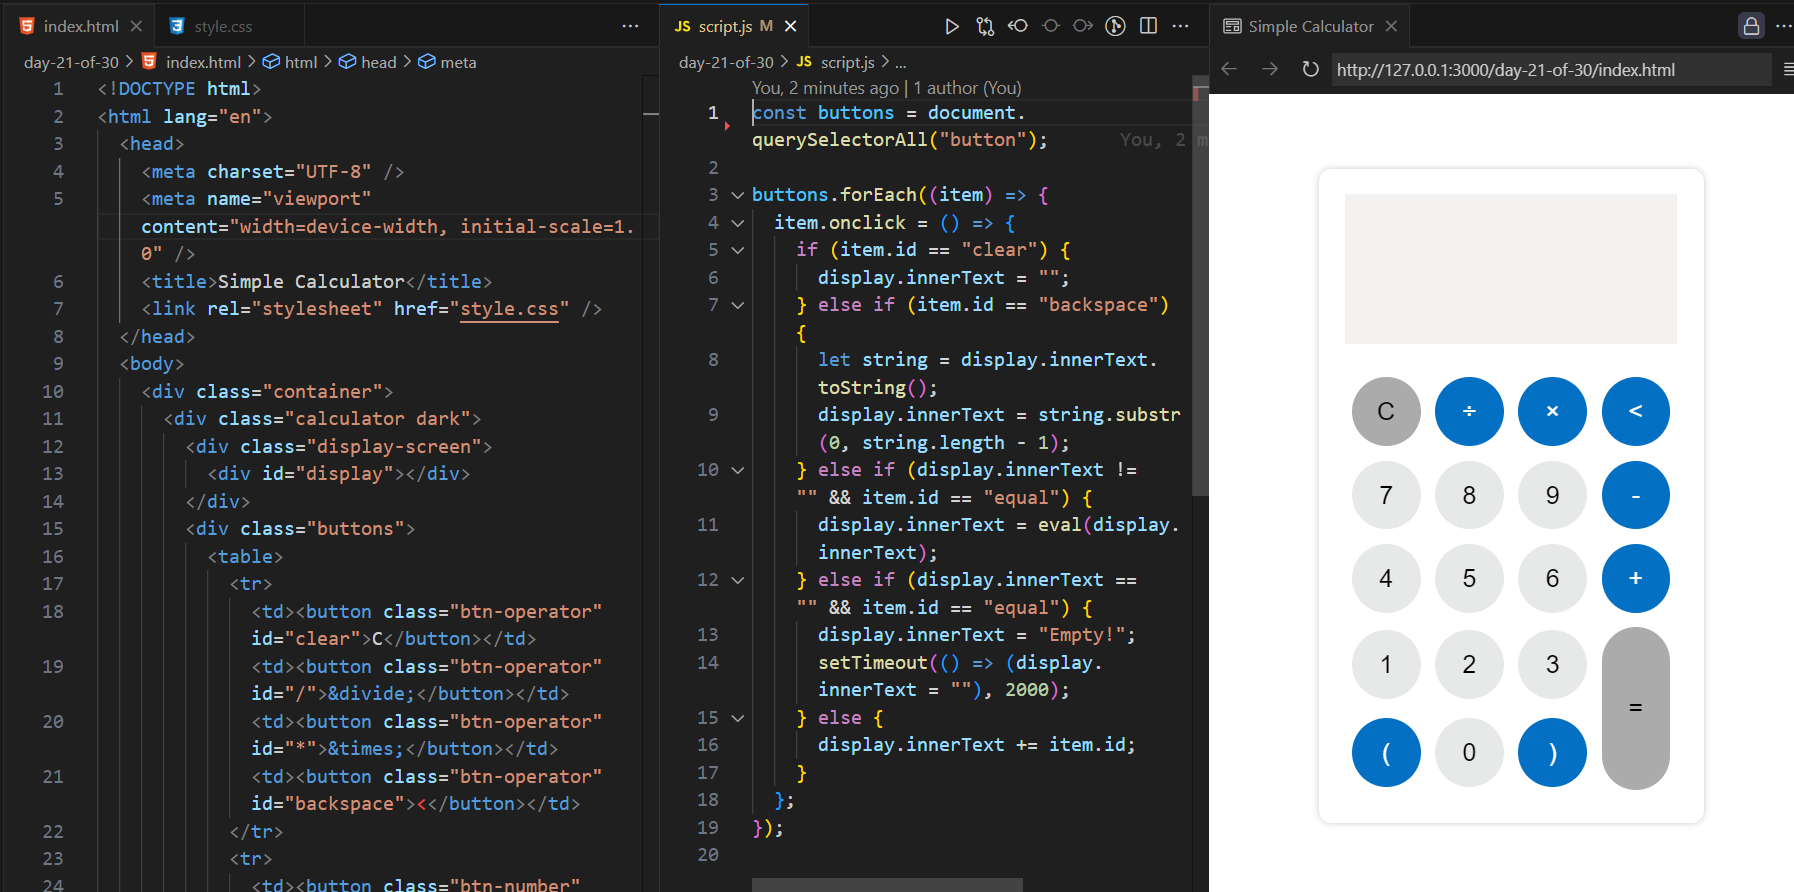 index.html
style.css
day-21-of-30 > index.html > html > head > meta
1 <!DOCTYPE html>
2 <html lang="en">
3 <head>
4 <meta charset="UTF-8" />
5 <meta name="viewport"
content="width=device-width, initial-scale=1.
0" />
6 <title>Simple Calculator</title>
7 <link rel="stylesheet" href="style.css" />
8 </head>
9 <body>
10 <div class="container">
11 <div class="calculator dark">
12 <div class="display-screen">
13 <div id="display"></div>
14 </div>
15 <div class="buttons">
16 <table>
17 <tr>
18 <td><button class="btn-operator"
id="clear">C</button></td>
19 <td><button class="btn-operator"
id="/">&divide;</button></td>
20 <td><button class="btn-operator"
id="*">&times;</button></td>
21 <td><button class="btn-operator"
id="backspace"><</button></td>
22 </tr>
23 <tr>
24 <td><button class="btn-number"
JS script.js M
day-21-of-30 > JS script.js > ...
You, 2 minutes ago | 1 author (You)
1 const buttons = document.
querySelectorAll("button"); You, 2 m
2
3 buttons.forEach((item) => {
4 item.onclick = () => {
5 if (item.id == "clear") {
6 display.innerText = "";
7 } else if (item.id == "backspace")
{
8 let string = display.innerText.
toString();
9 display.innerText = string.substr
(0, string.length - 1);
10 } else if (display.innerText !=
"" && item.id == "equal") {
11 display.innerText = eval(display.
innerText);
12 } else if (display.innerText ==
"" && item.id == "equal") {
13 display.innerText = "Empty!";
14 setTimeout(() => (display.
innerText = ""), 2000);
15 } else {
16 display.innerText += item.id;
17 }
18 };
19 });
20
Simple Calculator
http://127.0.0.1:3000/day-21-of-30/index.html
C ÷ × <
7 8 9 -
4 5 6 +
1 2 3
=
( 0 )